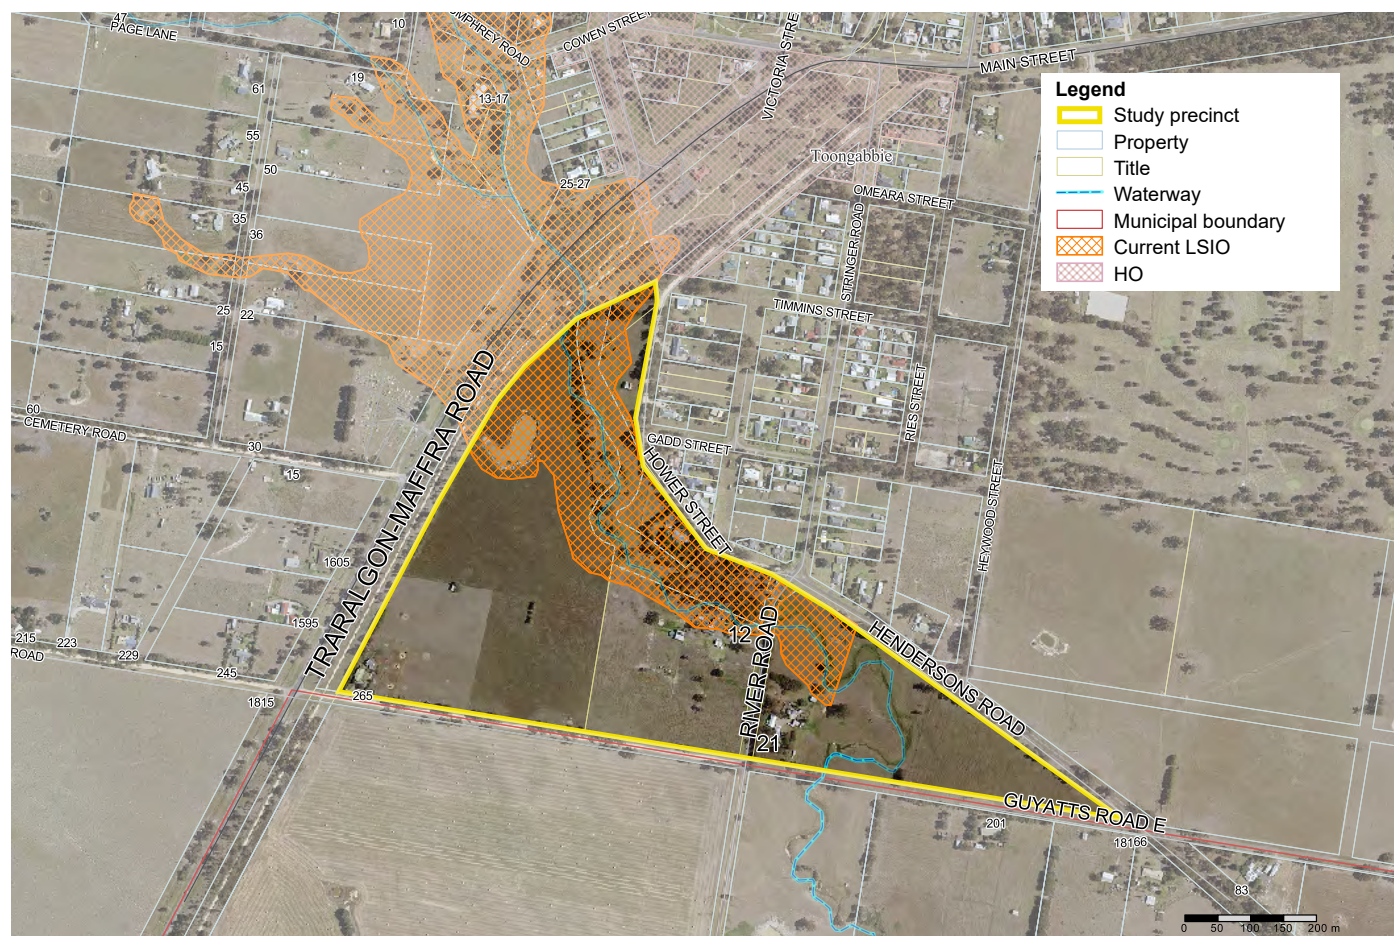 47
PAGE LANE
10
COWEN STREET
VICTORIA STRE
MAIN STREET
61
19
13-17
Legend
Study precinct
Property
Title
Waterway
Municipal boundary
Current LSIO
HO
55
50
25-27
Toongabbie
45
35
36
OMEARA STREET
STRINGER ROAD
25
22
15
TIMMINS STREET
RIES STREET
60
CEMETERY ROAD
30
15
TRARALGON-MAFFRA ROAD
GADD STREET
HOWER STREET
HEYWOOD STREET
1605
1595
215
223
229
245
ROAD
1815
265
12
RIVER ROAD
21
HENDERSONS ROAD
GUYATTS ROAD E
201
18166
83
0 50 100 150 200 m